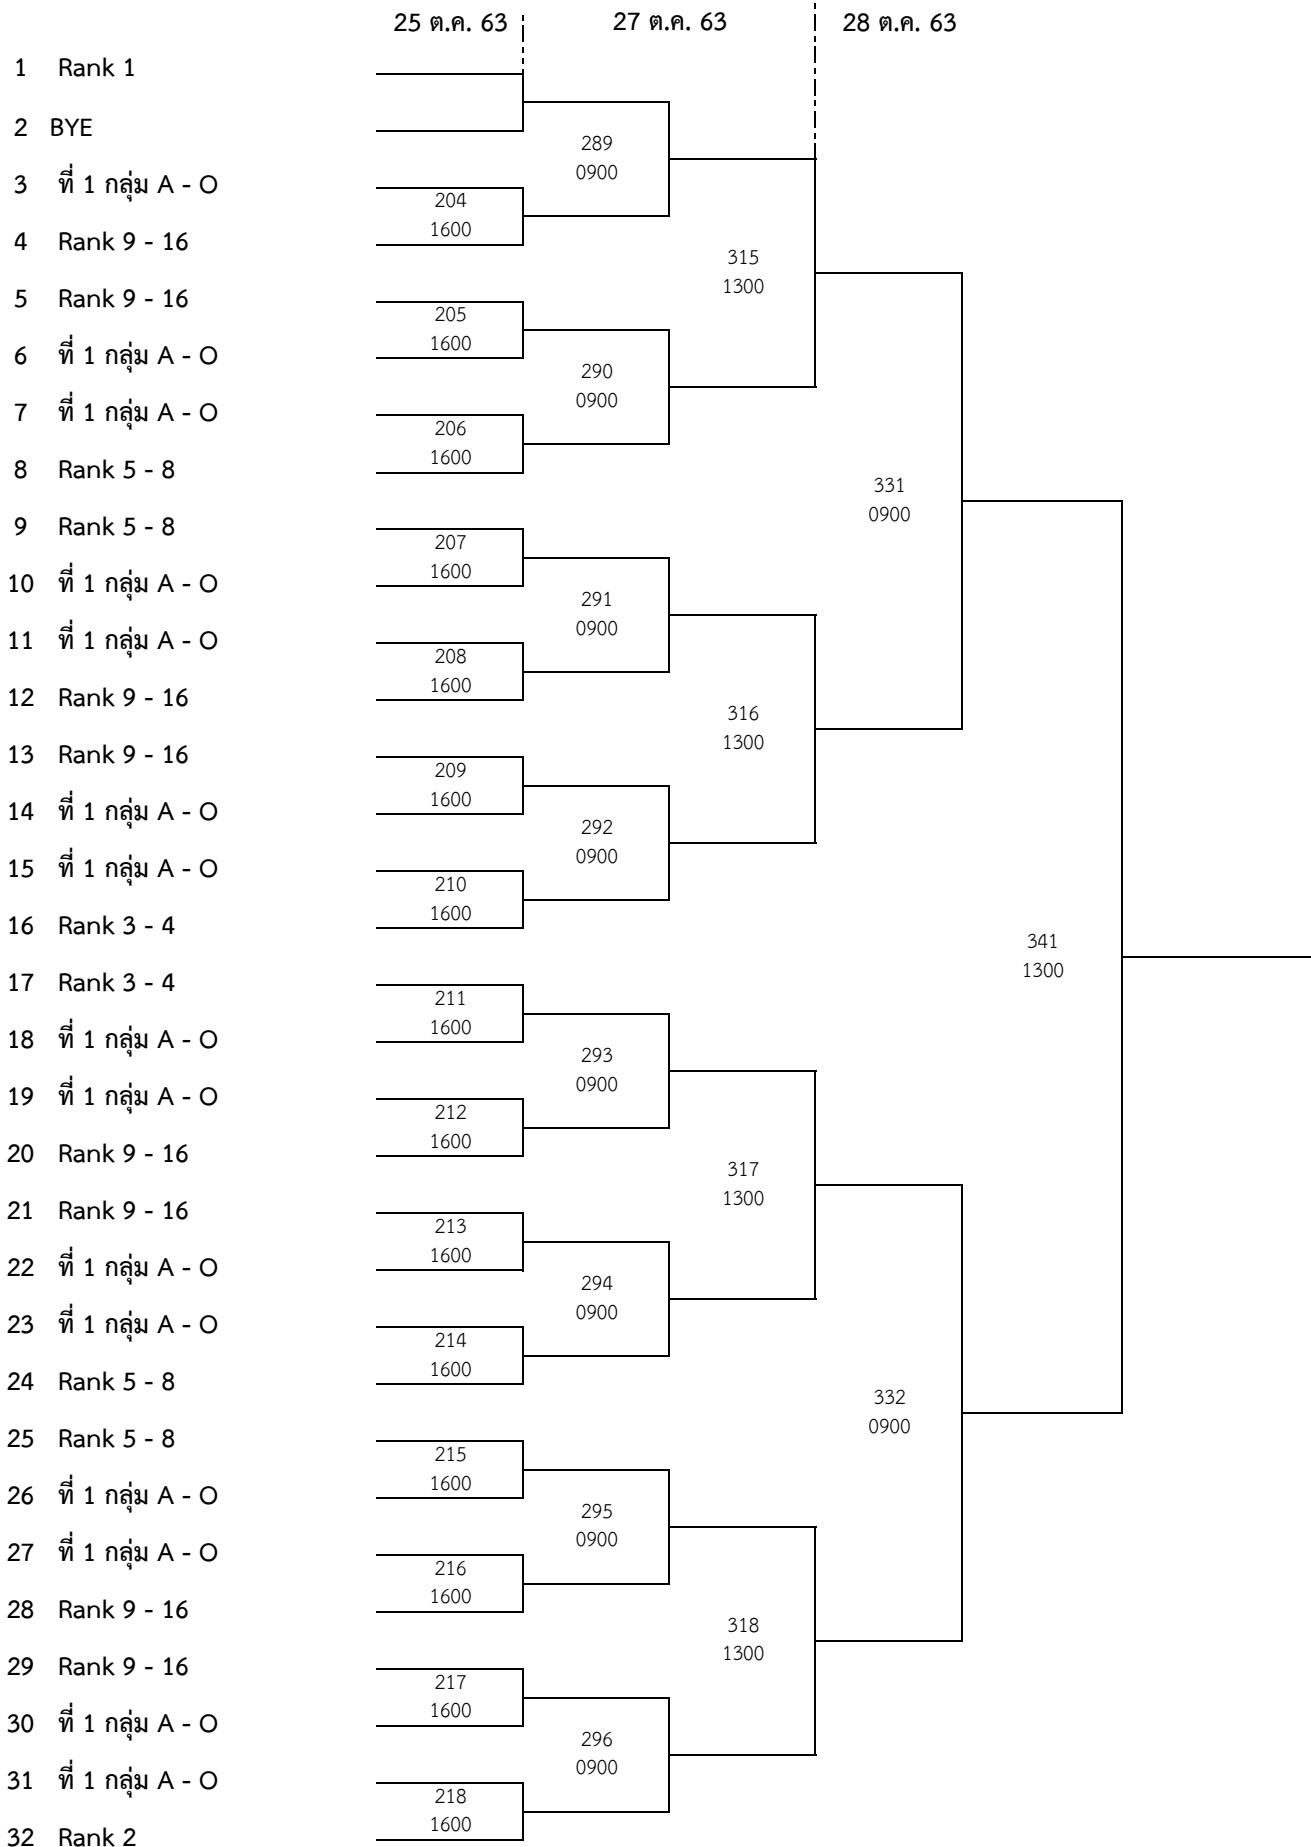 25 ต.ค. 63 27 ต.ค. 63 28 ต.ค. 63
1 Rank 1
2 BYE
289
0900
3 ที่ 1 กลุ่ม A - O
204
1600
4 Rank 9 - 16
315
1300
5 Rank 9 - 16
205
1600
6 ที่ 1 กลุ่ม A - O
290
0900
7 ที่ 1 กลุ่ม A - O
206
1600
8 Rank 5 - 8
331
0900
9 Rank 5 - 8
207
1600
10 ที่ 1 กลุ่ม A - O
291
0900
11 ที่ 1 กลุ่ม A - O
208
1600
12 Rank 9 - 16
316
1300
13 Rank 9 - 16
209
1600
14 ที่ 1 กลุ่ม A - O
292
0900
15 ที่ 1 กลุ่ม A - O
210
1600
16 Rank 3 - 4
341
1300
17 Rank 3 - 4
211
1600
18 ที่ 1 กลุ่ม A - O
293
0900
19 ที่ 1 กลุ่ม A - O
212
1600
20 Rank 9 - 16
317
1300
21 Rank 9 - 16
213
1600
22 ที่ 1 กลุ่ม A - O
294
0900
23 ที่ 1 กลุ่ม A - O
214
1600
24 Rank 5 - 8
332
0900
25 Rank 5 - 8
215
1600
26 ที่ 1 กลุ่ม A - O
295
0900
27 ที่ 1 กลุ่ม A - O
216
1600
28 Rank 9 - 16
318
1300
29 Rank 9 - 16
217
1600
30 ที่ 1 กลุ่ม A - O
296
0900
31 ที่ 1 กลุ่ม A - O
218
1600
32 Rank 2